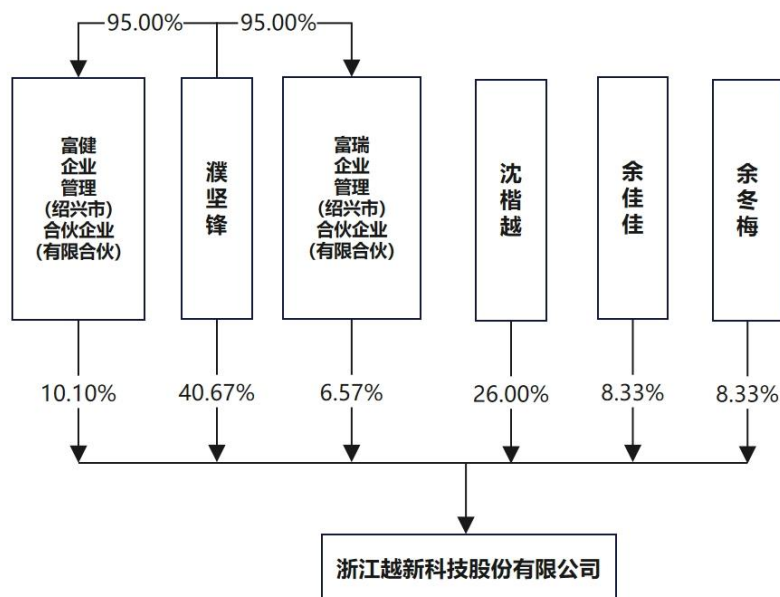 95.00%
95.00%
富健
企业
管理
(绍兴市)
合伙企业
(有限合伙)
濮坚锋
富瑞
企业
管理
(绍兴市)
合伙企业
(有限合伙)
沈楷越
余佳佳
余冬梅
10.10%
40.67%
6.57%
26.00%
8.33%
8.33%
浙江越新科技股份有限公司